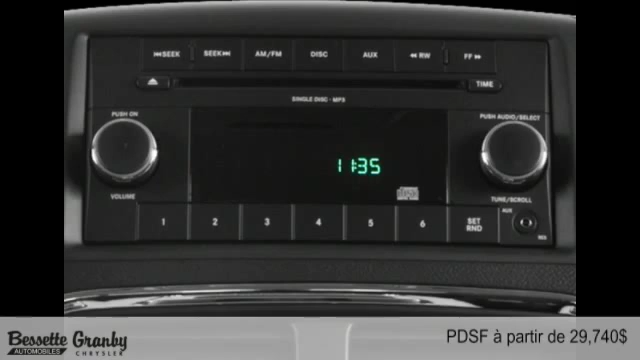 ⏮SEEK SEEK⏭ AM/FM DISC AUX ◀◀ RW FF ▶▶
TIME
SINGLE DISC - MP3
PUSH ON
PUSH AUDIO/SELECT
11:35
DISC
VOLUME
TUNE/SCROLL
1 2 3 4 5 6 SET RND
AUX
Bessette Granby
AUTOMOBILES
CHRYSLER
PDSF à partir de 29,740$